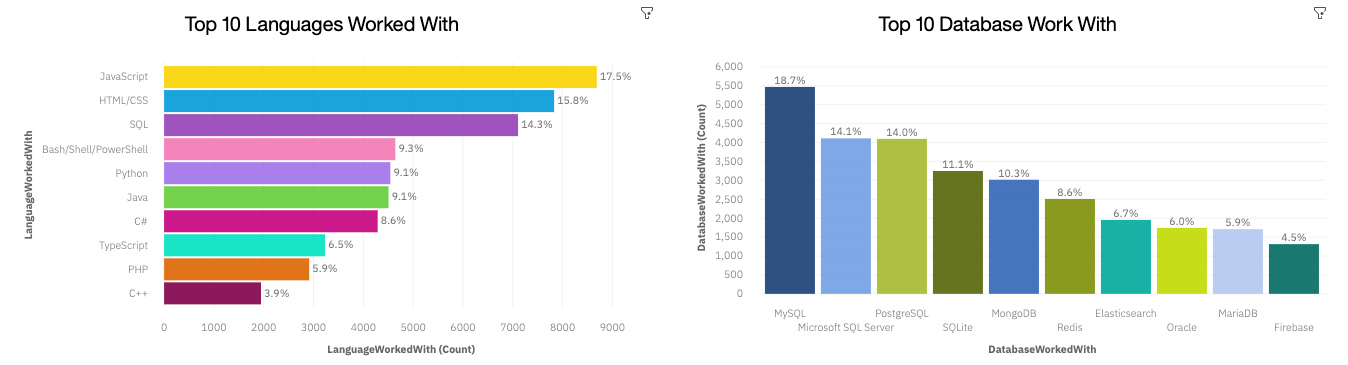 Top 10 Languages Worked With
LanguageWorkedWith
JavaScript 17.5%
HTML/CSS 15.8%
SQL 14.3%
Bash/Shell/PowerShell 9.3%
Python 9.1%
Java 9.1%
C# 8.6%
TypeScript 6.5%
PHP 5.9%
C++ 3.9%
0 1000 2000 3000 4000 5000 6000 7000 8000 9000
LanguageWorkedWith (Count)
Top 10 Database Work With
DatabaseWorkedWith (Count)
6,000
5,500
5,000
4,500
4,000
3,500
3,000
2,500
2,000
1,500
1,000
500
0
18.7% 14.1% 14.0% 11.1% 10.3% 8.6% 6.7% 6.0% 5.9% 4.5%
MySQL PostgreSQL MongoDB Elasticsearch MariaDB
Microsoft SQL Server SQLite Redis Oracle Firebase
DatabaseWorkedWith